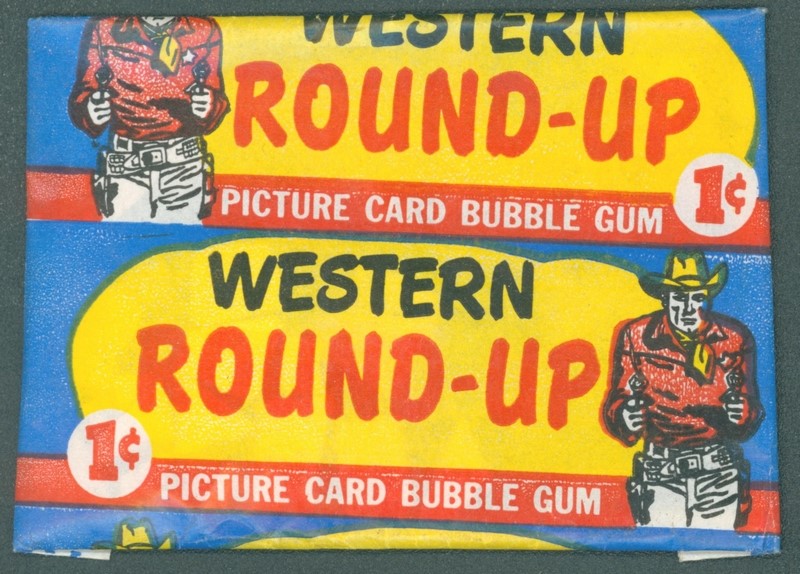 WESTERN
ROUND-UP
1¢
PICTURE CARD BUBBLE GUM
WESTERN
ROUND-UP
1¢
PICTURE CARD BUBBLE GUM